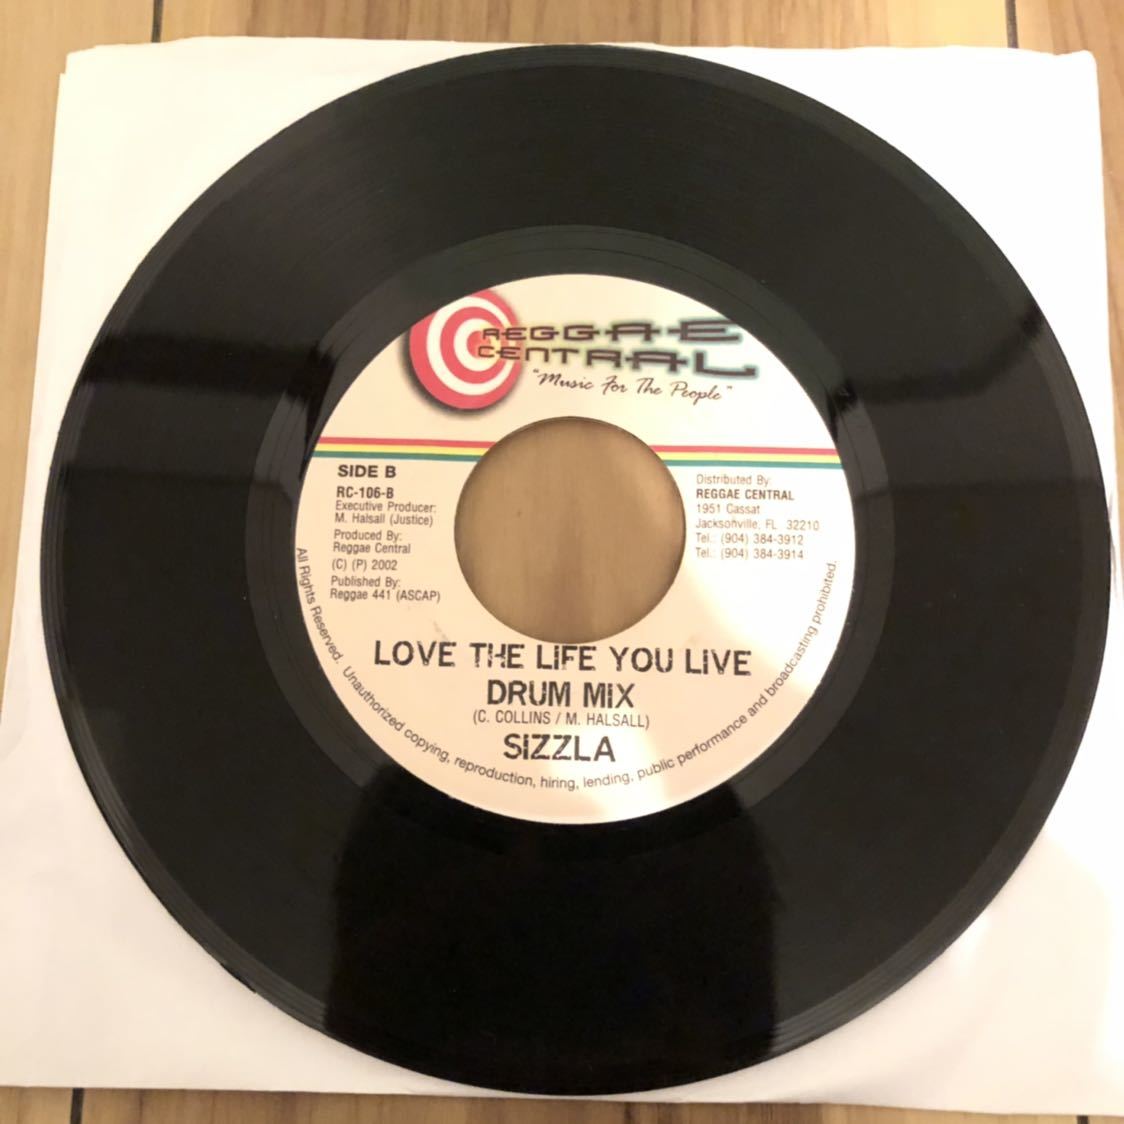 REGGAE
CENTRAL
"Music For The People"
SIDE B
RC-106-B
Executive Producer:
M. Halsall (Justice)
Produced By:
Reggae Central
(C) (P) 2002
Published By:
Reggae 441 (ASCAP)
Distributed By:
REGGAE CENTRAL
1951 Cassat
Jacksonville, FL 32210
Tel.: (904) 384-3912
Tel.: (904) 384-3914
LOVE THE LIFE YOU LIVE
DRUM MIX
(C. COLLINS / M. HALSALL)
SIZZLA
All Rights Reserved. Unauthorized copying, reproduction, hiring, lending, public performance and broadcasting prohibited.